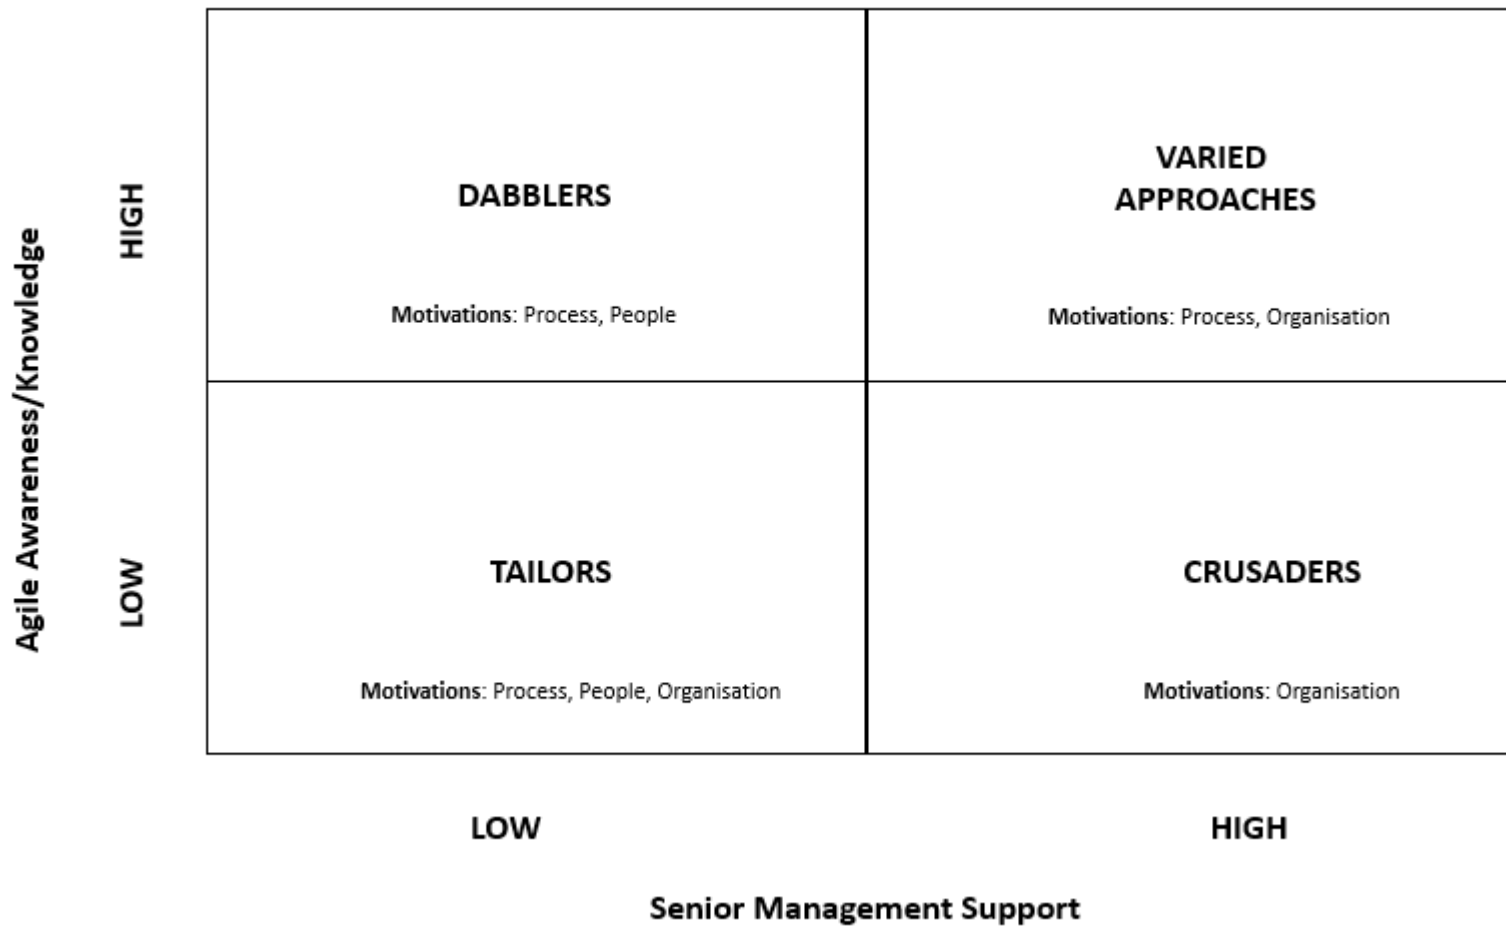 Agile Awareness/Knowledge
HIGH
LOW
DABBLERS
Motivations: Process, People
VARIED
APPROACHES
Motivations: Process, Organisation
TAILORS
Motivations: Process, People, Organisation
CRUSADERS
Motivations: Organisation
LOW
HIGH
Senior Management Support